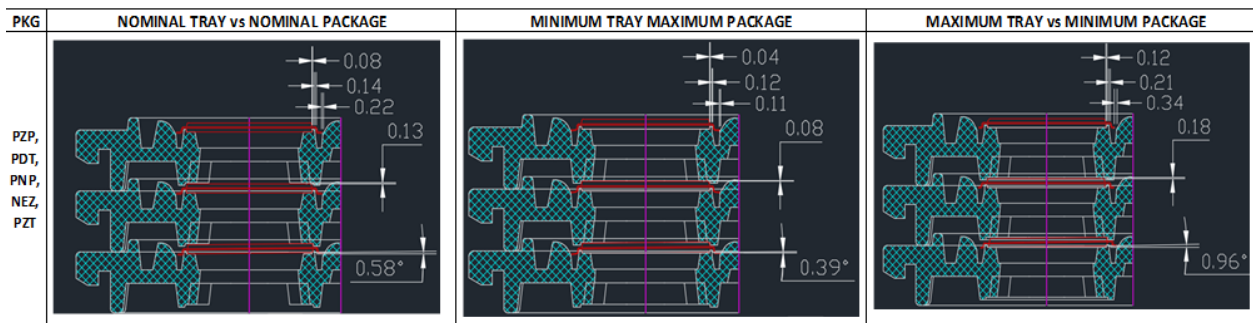 PKG
NOMINAL TRAY vs NOMINAL PACKAGE
MINIMUM TRAY MAXIMUM PACKAGE
MAXIMUM TRAY vs MINIMUM PACKAGE
PZP,
PDT,
PNP,
NEZ,
PZT
0.08
0.14
0.22
0.13
0.58°
0.04
0.12
0.11
0.08
0.39°
0.12
0.21
0.34
0.18
0.96°